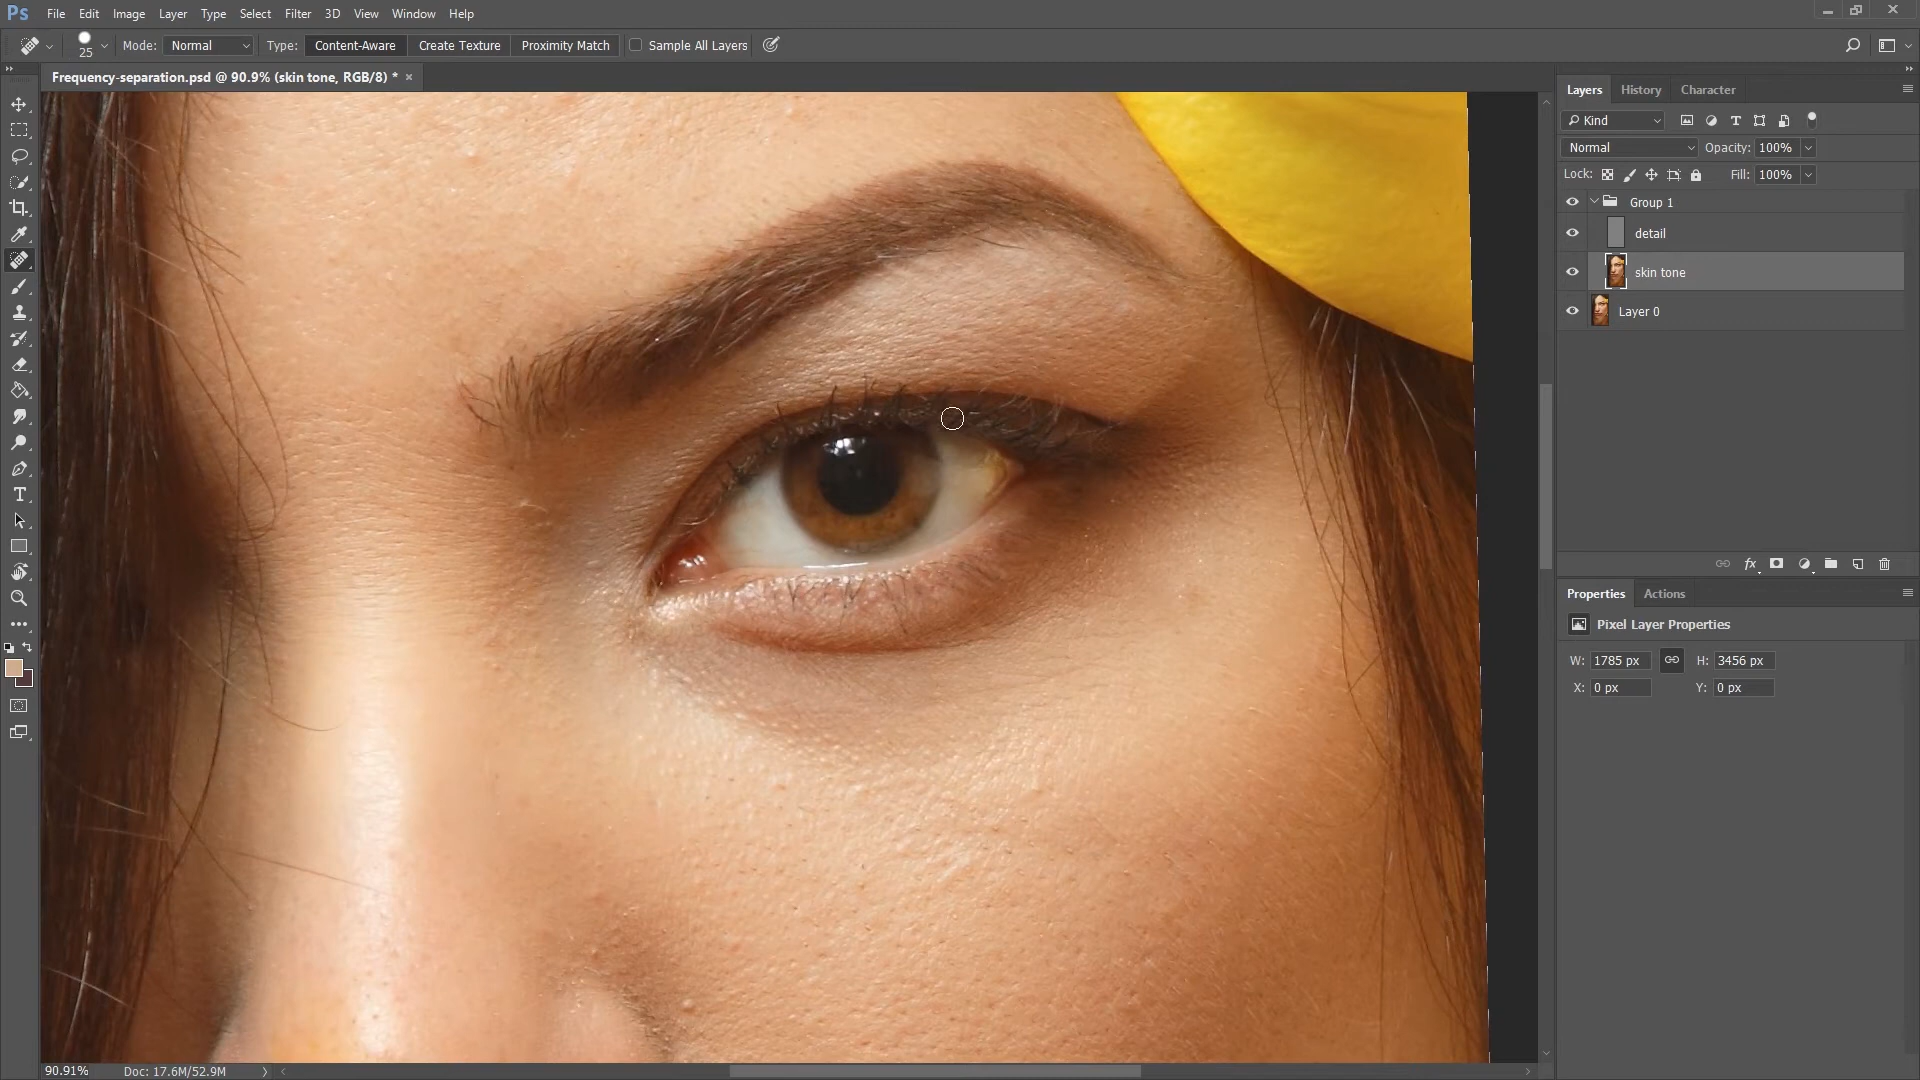 Ps File Edit Image Layer Type Select Filter 3D View Window Help
25 Mode: Normal Type: Content-Aware Create Texture Proximity Match Sample All Layers
Frequency-separation.psd @ 90.9% (skin tone, RGB/8) * ×
Layers History Character
Kind
Normal Opacity: 100%
Lock: Fill: 100%
Group 1
detail
skin tone
Layer 0
fx
Properties Actions
Pixel Layer Properties
W: 1785 px H: 3456 px
X: 0 px Y: 0 px
90.91% Doc: 17.6M/52.9M